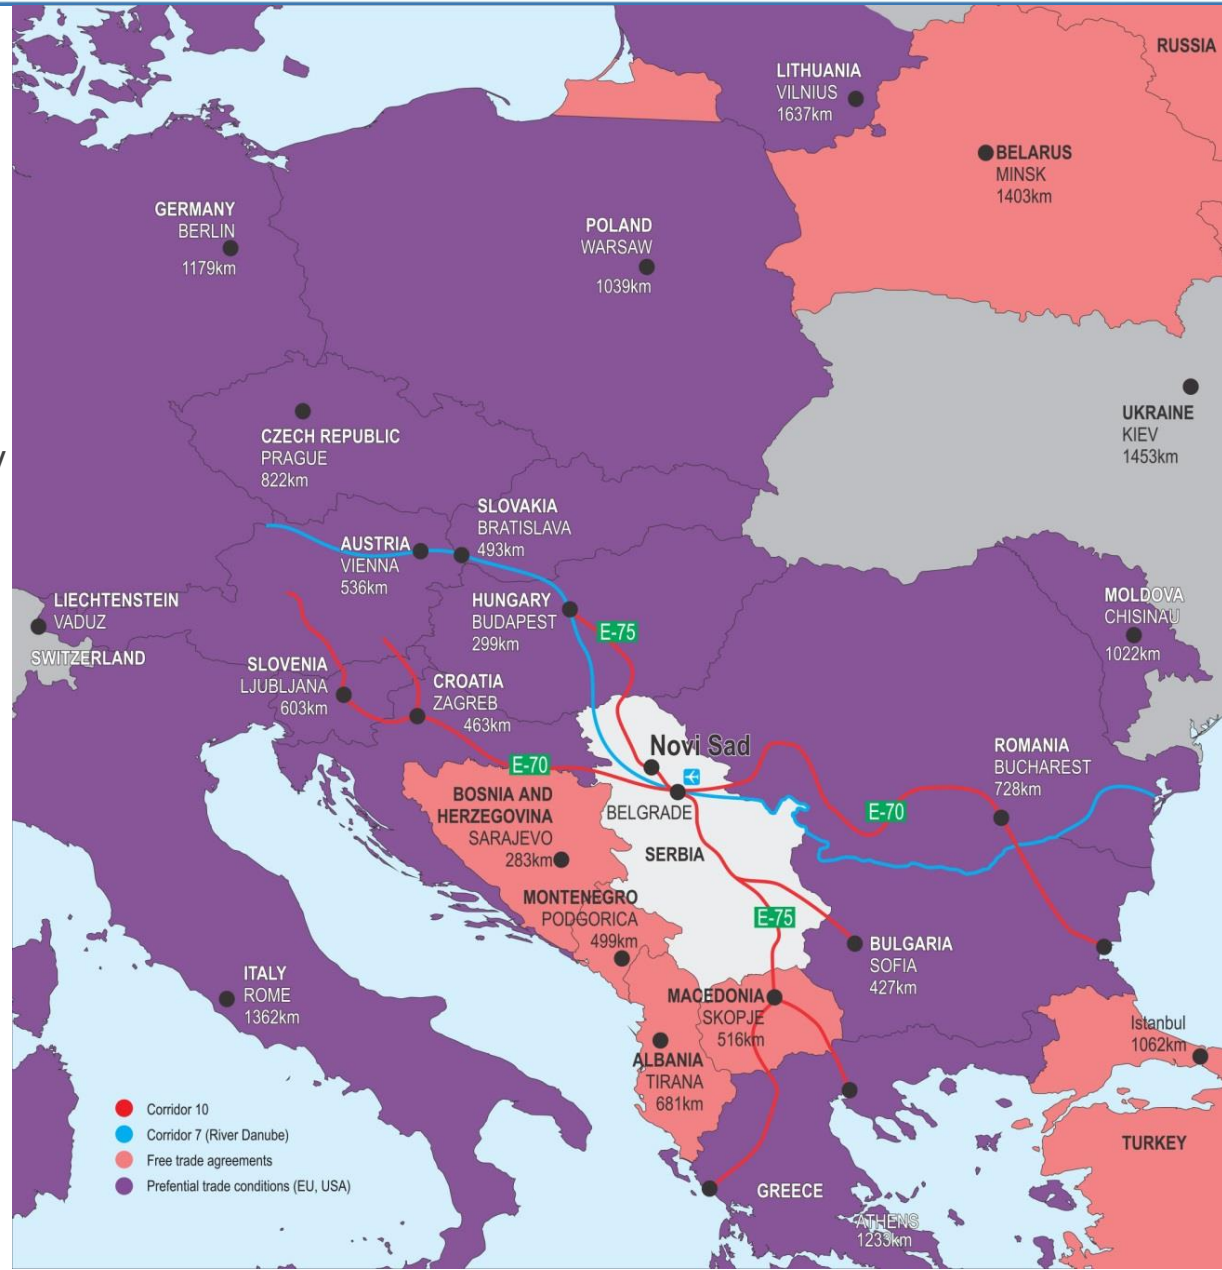 RUSSIA
LITHUANIA
VILNIUS
1637km
BELARUS
MINSK
1403km
GERMANY
BERLIN
1179km
POLAND
WARSAW
1039km
UKRAINE
KIEV
1453km
CZECH REPUBLIC
PRAGUE
822km
SLOVAKIA
BRATISLAVA
493km
AUSTRIA
VIENNA
536km
LIECHTENSTEIN
VADUZ
SWITZERLAND
HUNGARY
BUDAPEST
299km
E-75
MOLDOVA
CHISINAU
1022km
SLOVENIA
LJUBLJANA
603km
CROATIA
ZAGREB
463km
Novi Sad
E-70
BELGRADE
SERBIA
ROMANIA
BUCHAREST
728km
E-70
BOSNIA AND
HERZEGOVINA
SARAJEVO
283km
MONTENEGRO
PODGORICA
499km
E-75
BULGARIA
SOFIA
427km
ITALY
ROME
1362km
MACEDONIA
SKOPJE
516km
ALBANIA
TIRANA
681km
Istanbul
1062km
TURKEY
GREECE
ATHENS
1233km
Corridor 10
Corridor 7 (River Danube)
Free trade agreements
Prefential trade conditions (EU, USA)